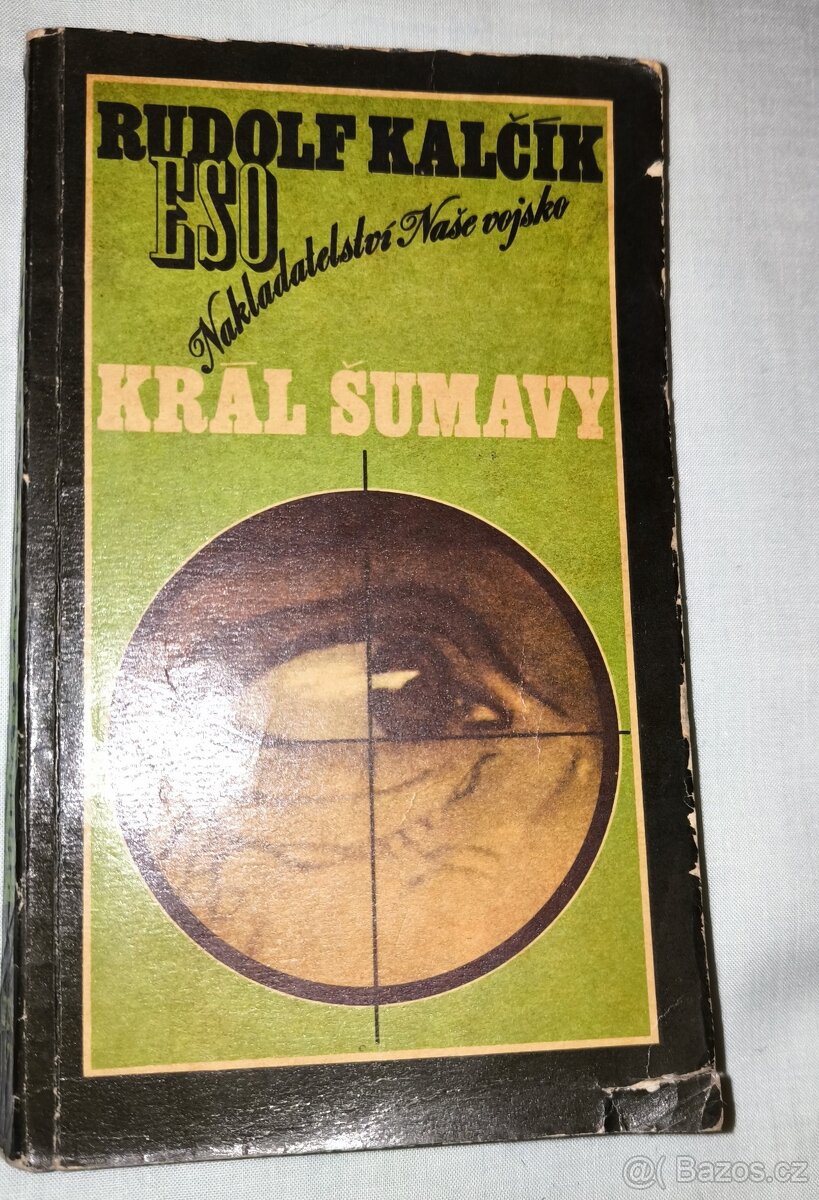 RUDOLF KALČÍK
ESO
Nakladatelství Naše vojsko
KRÁL ŠUMAVY
@( Bazos.cz